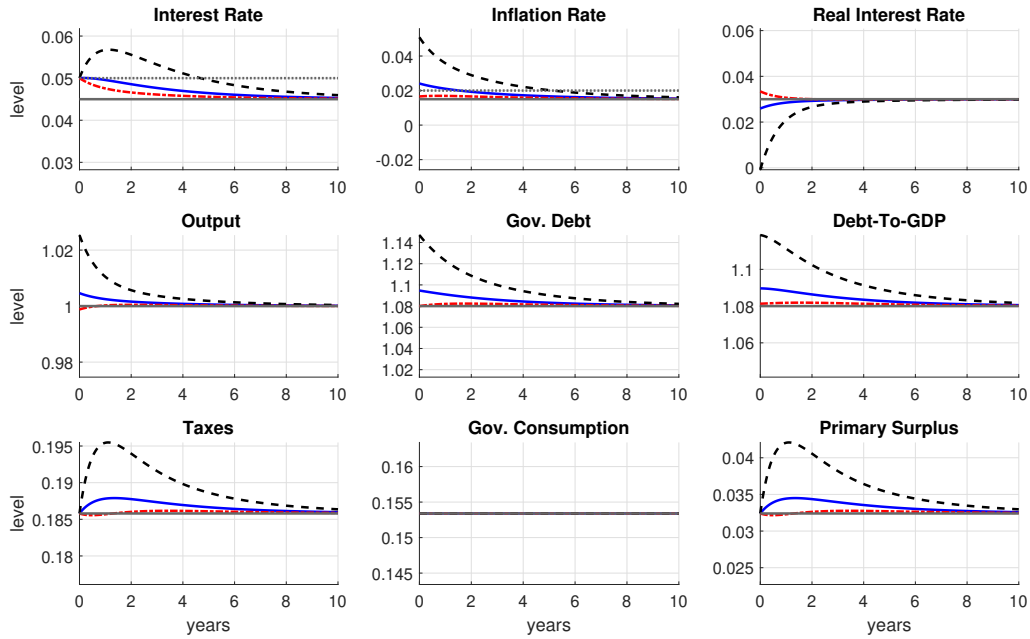 Interest Rate
Inflation Rate
Real Interest Rate
level
0.06
0.05
0.04
0.03
0 2 4 6 8 10
0.04
0.02
0
-0.02
0 2 4 6 8 10
0.06
0.04
0.02
0
0 2 4 6 8 10
Output
Gov. Debt
Debt-To-GDP
level
1.02
1
0.98
0 2 4 6 8 10
1.14
1.12
1.10
1.08
1.06
1.04
1.02
0 2 4 6 8 10
1.1
1.08
1.06
0 2 4 6 8 10
Taxes
Gov. Consumption
Primary Surplus
level
0.195
0.19
0.185
0.18
0 2 4 6 8 10
years
0.16
0.155
0.15
0.145
0 2 4 6 8 10
years
0.04
0.035
0.03
0.025
0 2 4 6 8 10
years